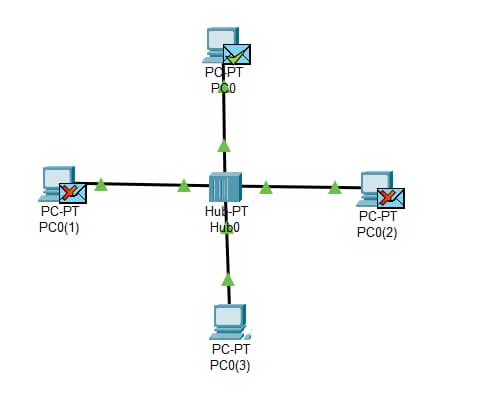 PC-PT
PC0
PC-PT
PC0(1)
Hub-PT
Hub0
PC-PT
PC0(2)
PC-PT
PC0(3)